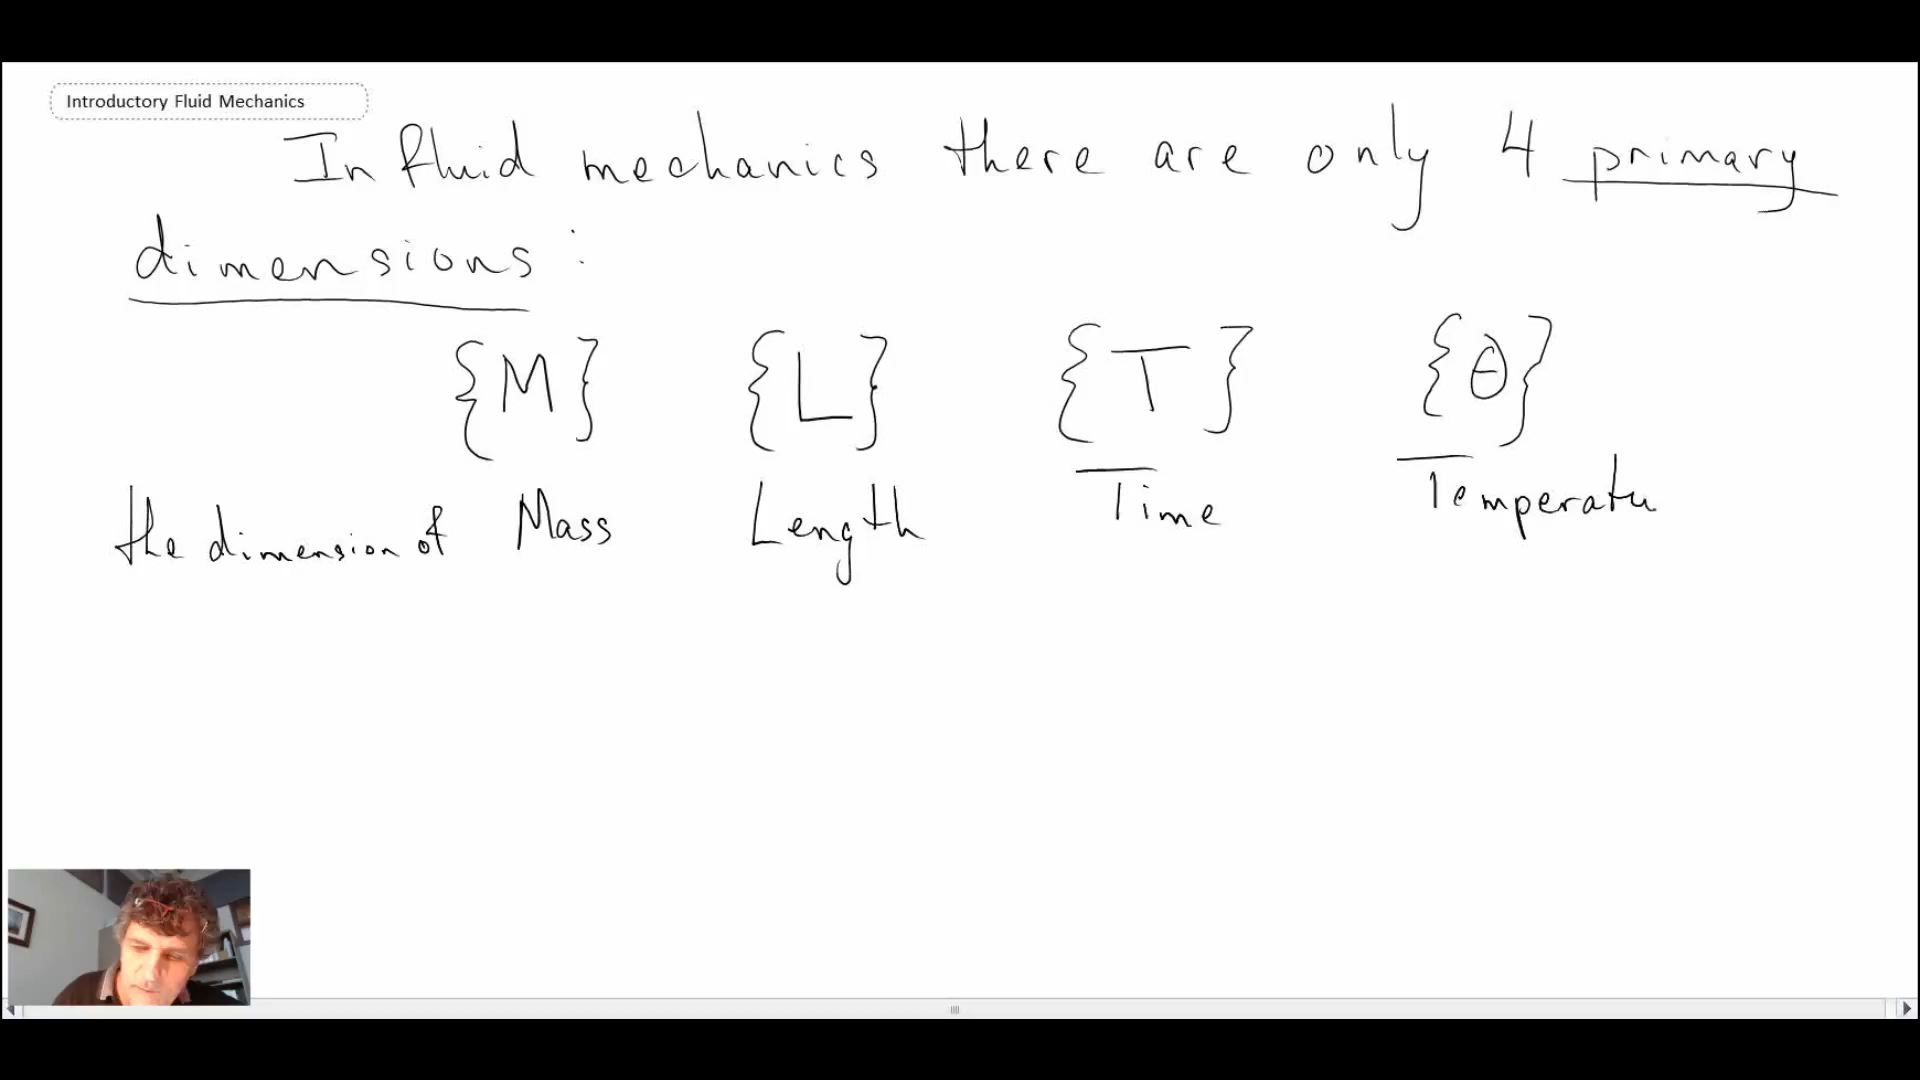 Introductory Fluid Mechanics
In fluid mechanics there are only 4 primary
dimensions :
{M} {L} {T} {θ}
the dimension of Mass Length Time Temperatu